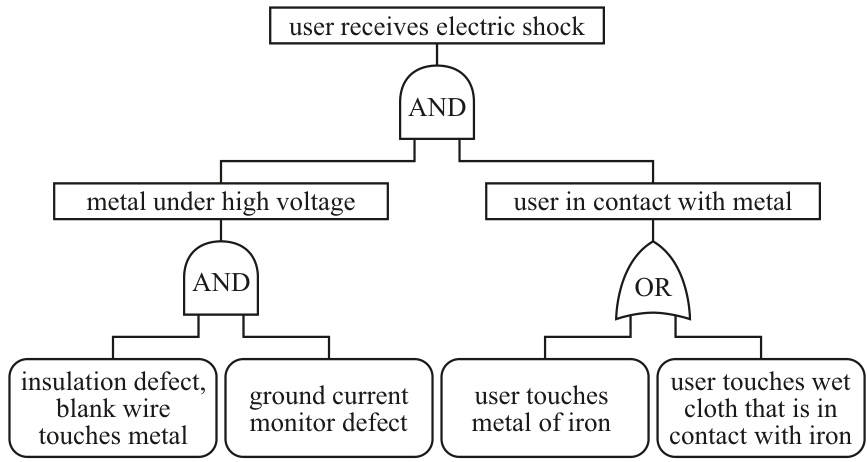 user receives electric shock
AND
metal under high voltage
user in contact with metal
AND
OR
insulation defect,
blank wire
touches metal
ground current
monitor defect
user touches
metal of iron
user touches wet
cloth that is in
contact with iron